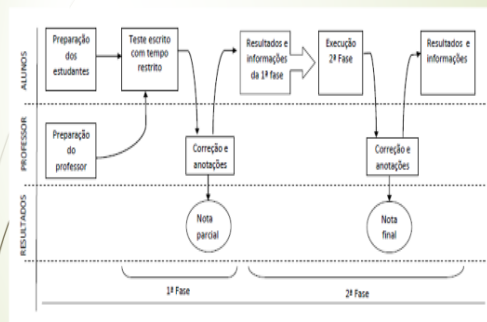 ALUNOS
Preparação
dos
estudantes
Teste escrito
com tempo
restrito
Resultados e
informações
da 1ª fase
Execução
2ª Fase
Resultados e
informações
PROFESSOR
Preparação
do
professor
Correção e
anotações
Correção e
anotações
RESULTADOS
Nota
parcial
Nota
final
1ª Fase
2ª Fase